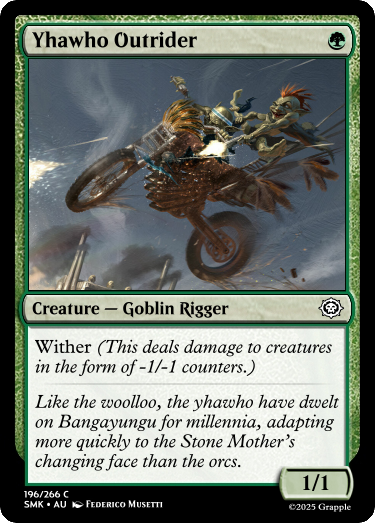 Yhawho Outrider
Creature — Goblin Rigger
Wither (This deals damage to creatures
in the form of -1/-1 counters.)
Like the woolloo, the yhawho have dwelt
on Bangayungu for millennia, adapting
more quickly to the Stone Mother's
changing face than the orcs.
1/1
196/266 C
SMK • AU Federico Musetti
©2025 Grapple